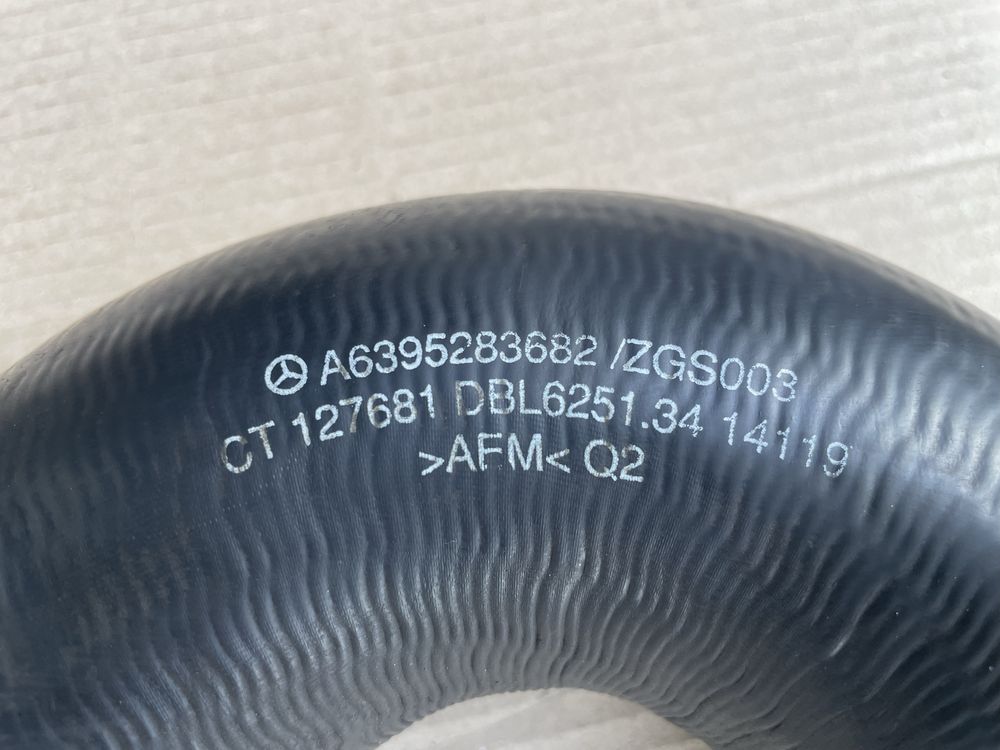 A6395283682 /ZGS003
CT 127681 DBL6251.34 14119
>AFM< Q2